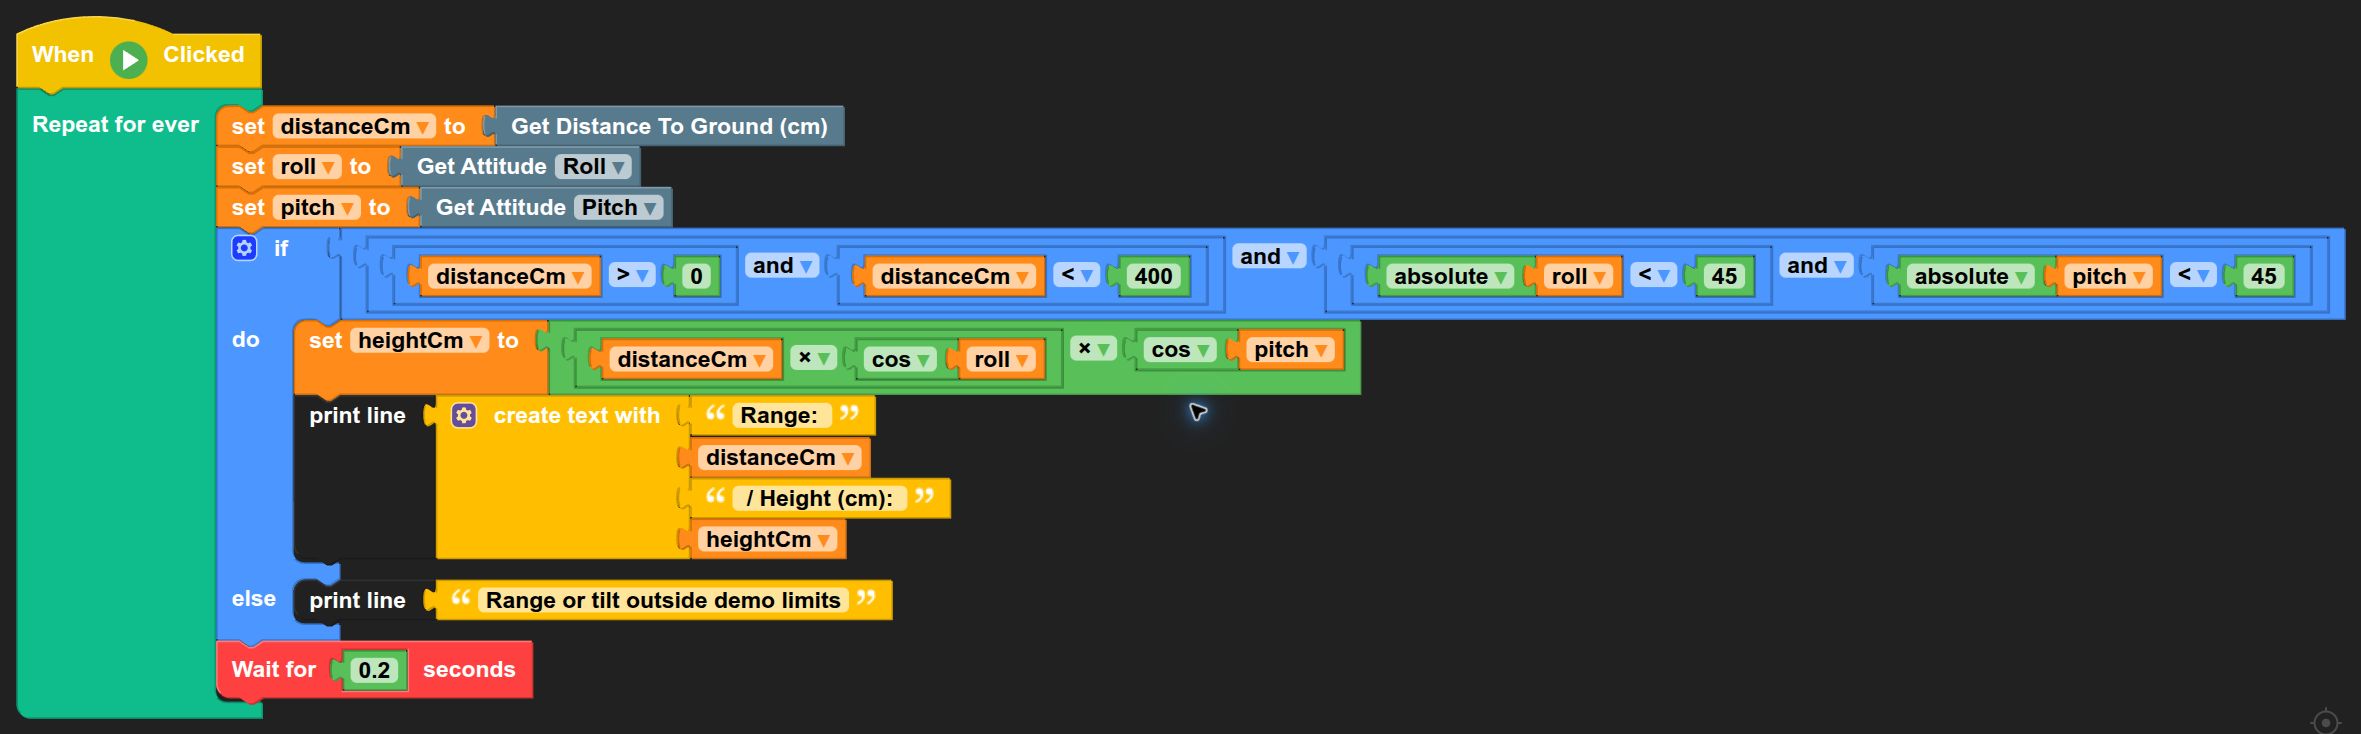 When Clicked
Repeat for ever
set distanceCm ▾ to Get Distance To Ground (cm)
set roll ▾ to Get Attitude Roll ▾
set pitch ▾ to Get Attitude Pitch ▾
if distanceCm ▾ > ▾ 0 and ▾ distanceCm ▾ < ▾ 400 and ▾ absolute ▾ roll ▾ < ▾ 45 and ▾ absolute ▾ pitch ▾ < ▾ 45
do set heightCm ▾ to distanceCm ▾ × ▾ cos ▾ roll ▾ × ▾ cos ▾ pitch ▾
print line create text with “ Range: ”
distanceCm ▾
“ / Height (cm): ”
heightCm ▾
else print line “ Range or tilt outside demo limits ”
Wait for 0.2 seconds